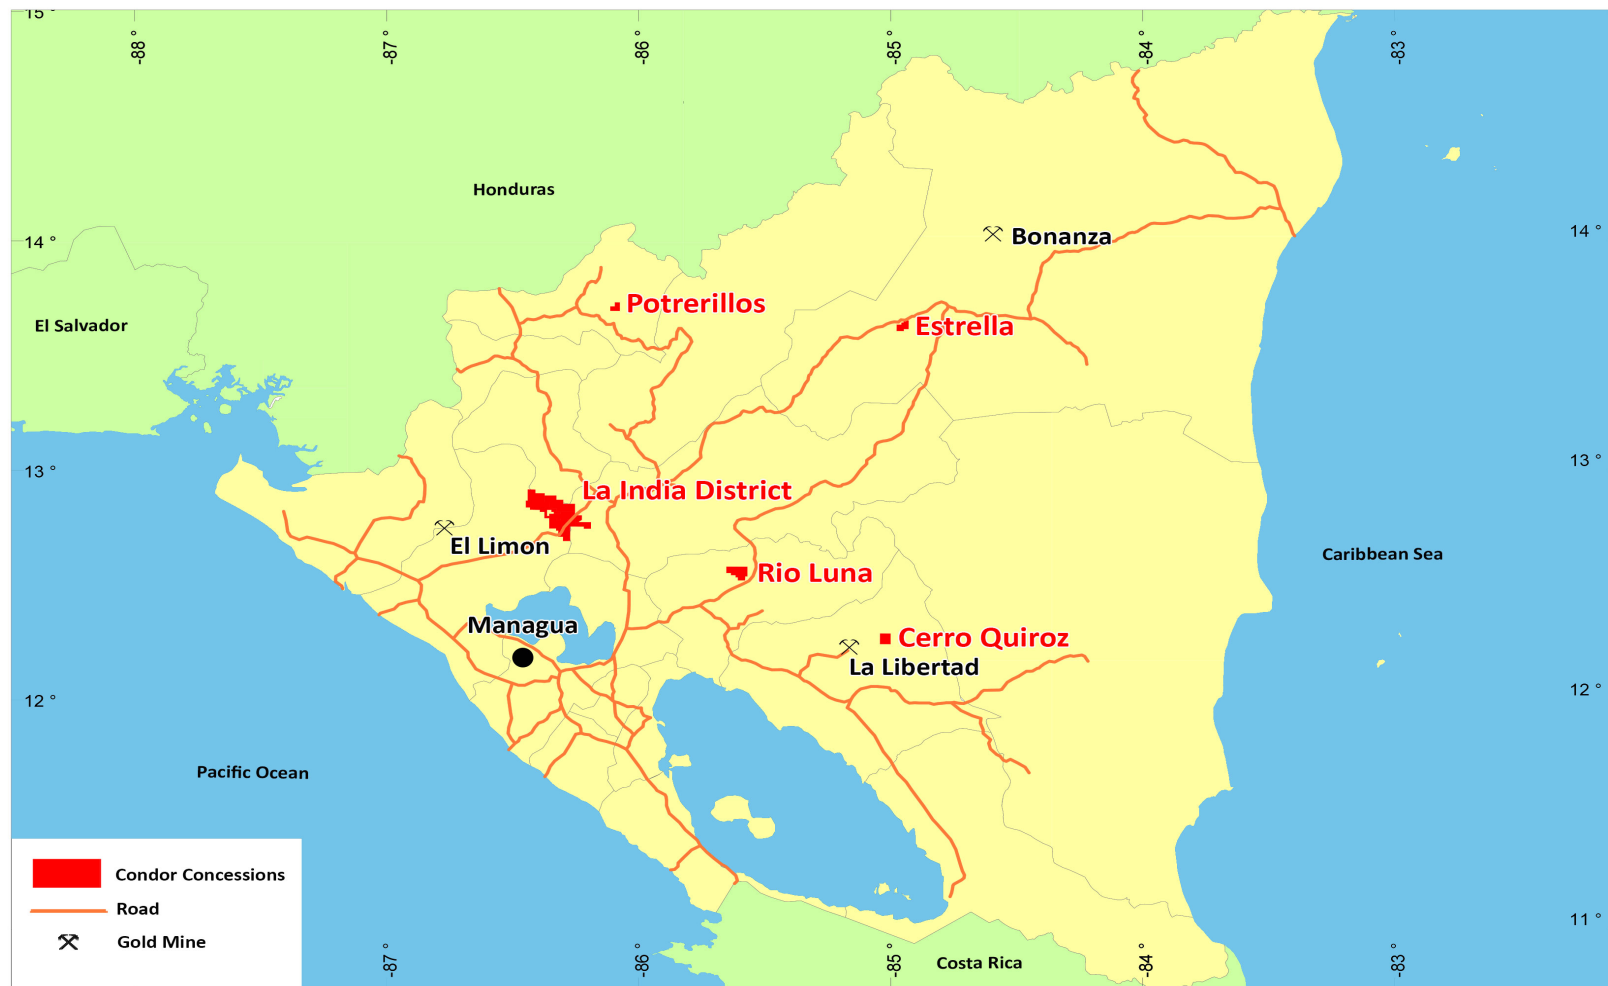 15 °
-88 °
-87 °
-86 °
-85 °
-84 °
-83 °
Honduras
14 °
Bonanza
14 °
Potrerillos
El Salvador
Estrella
13 °
13 °
La India District
El Limon
Caribbean Sea
Rio Luna
Managua
Cerro Quiroz
La Libertad
12 °
12 °
Pacific Ocean
Condor Concessions
Road
Gold Mine
11 °
-87 °
-86 °
-85 °
-84 °
-83 °
Costa Rica